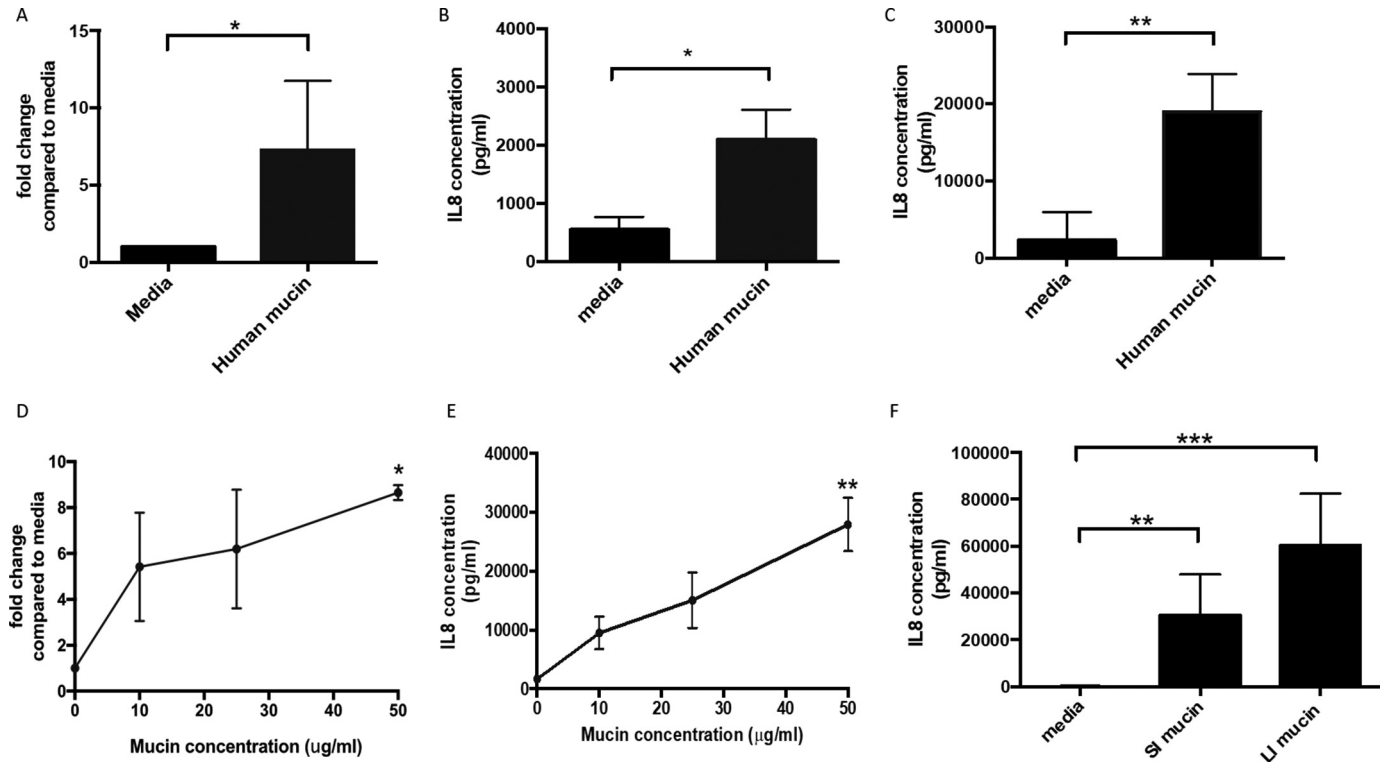 A
fold change
compared to media
15
10
5
0
*
Media
Human mucin
B
IL8 concentration
(pg/ml)
4000
3000
2000
1000
0
*
media
Human mucin
C
IL8 concentration
(pg/ml)
30000
20000
10000
0
**
media
Human mucin
D
fold change
compared to media
10
8
6
4
2
0
*
0 10 20 30 40 50
Mucin concentration (ug/ml)
E
IL8 concentration
(pg/ml)
40000
30000
20000
10000
0
**
0 10 20 30 40 50
Mucin concentration (μg/ml)
F
IL8 concentration
(pg/ml)
100000
80000
60000
40000
20000
0
***
**
media
SI mucin
LI mucin